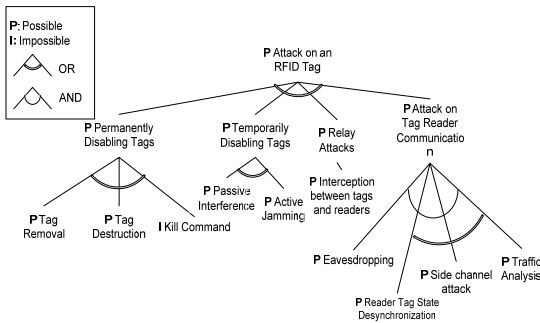 P: Possible
I: Impossible
OR
AND
P Attack on an
RFID Tag
P Permanently
Disabling Tags
P Temporarily
Disabling Tags
P Relay
Attacks
P Attack on
Tag Reader
Communicatio
n
P Passive
Interference
P Active
Jamming
P Interception
between tags
and readers
P Tag
Removal
P Tag
Destruction
I Kill Command
P Eavesdropping
P Reader Tag State
Desynchronization
P Side channel
attack
P Traffic
Analysis